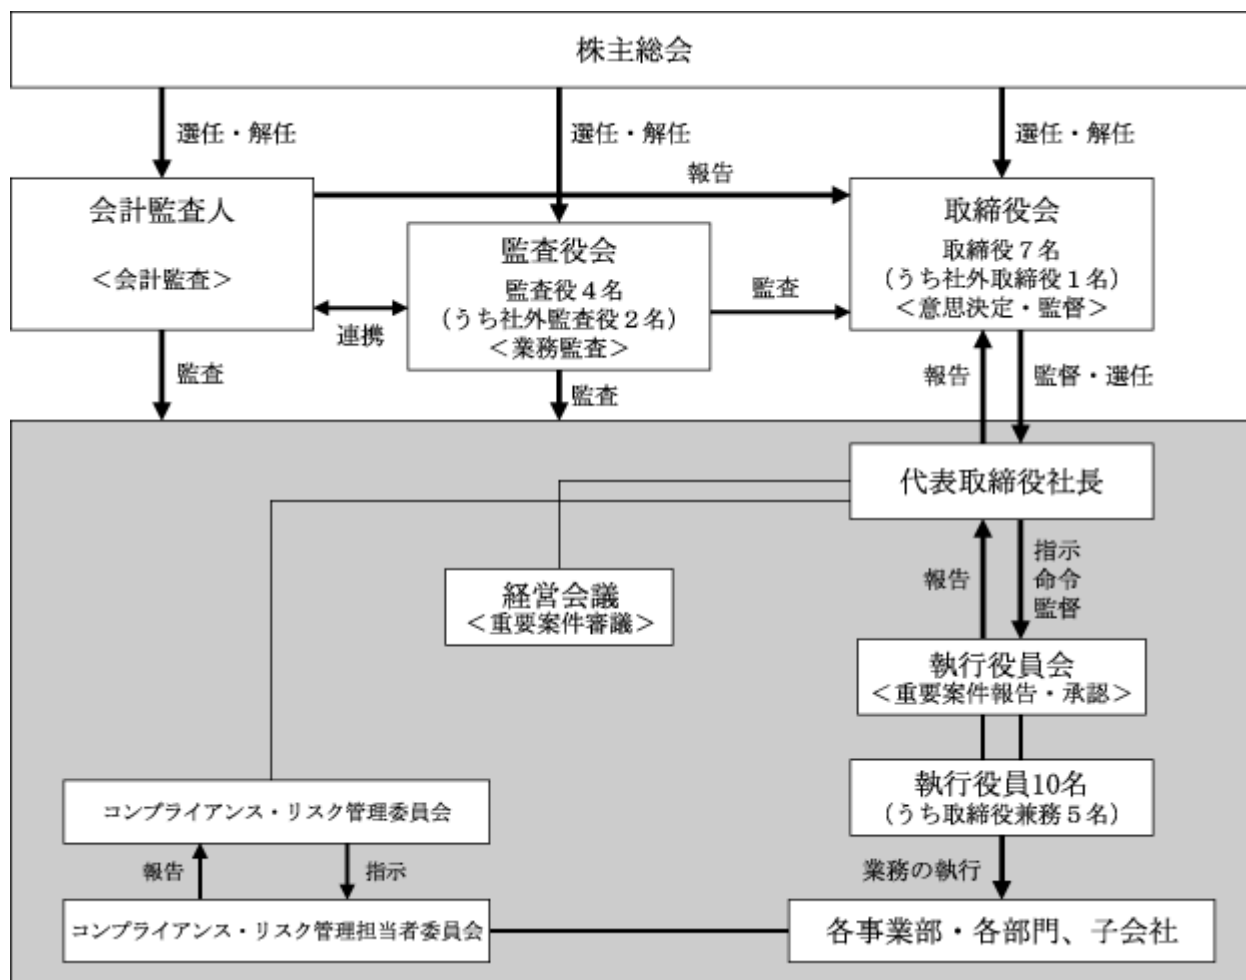 株主総会
選任・解任
選任・解任
選任・解任
報告
会計監査人
<会計監査>
監査役会
監査役4名
(うち社外監査役2名)
<業務監査>
取締役会
取締役7名
(うち社外取締役1名)
<意思決定・監督>
連携
監査
監査
監査
報告
監督・選任
代表取締役社長
報告
指示
命令
監督
経営会議
<重要案件審議>
執行役員会
<重要案件報告・承認>
執行役員10名
(うち取締役兼務5名)
コンプライアンス・リスク管理委員会
報告
指示
業務の執行
コンプライアンス・リスク管理担当者委員会
各事業部・各部門、子会社